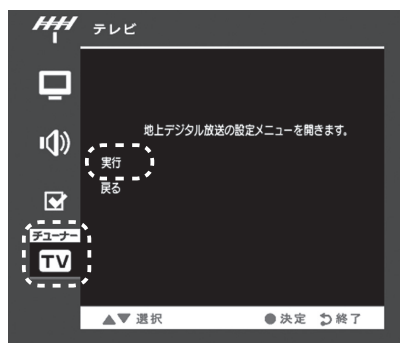 テレビ
地上デジタル放送の設定メニューを開きます。
実行
戻る
チューナー
TV
▲▼ 選択 ●決定 ⮌終了